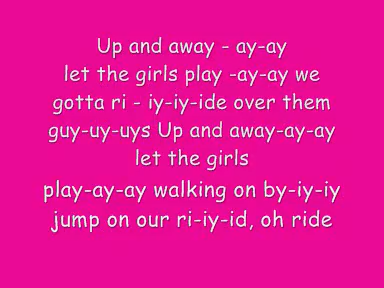 Up and away - ay-ay
let the girls play -ay-ay we
gotta ri - iy-iy-ide over them
guy-uy-uys Up and away-ay-ay
let the girls
play-ay-ay walking on by-iy-iy
jump on our ri-iy-id, oh ride